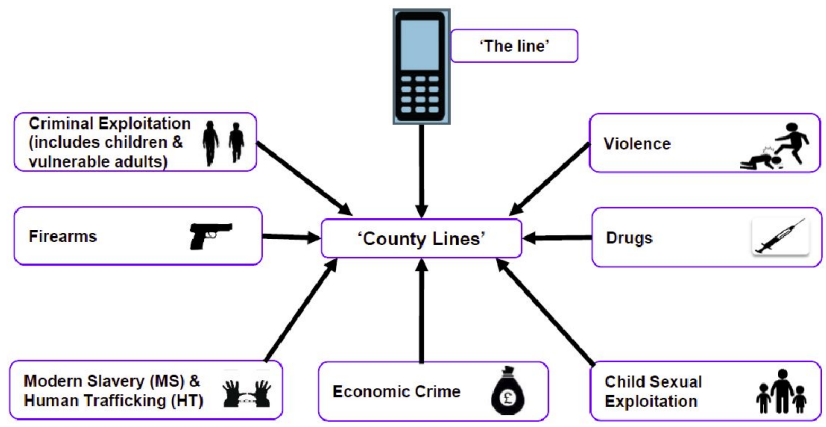 ‘The line’
Criminal Exploitation
(includes children &
vulnerable adults)
Violence
Firearms
‘County Lines’
Drugs
Modern Slavery (MS) &
Human Trafficking (HT)
Economic Crime
£
Child Sexual
Exploitation